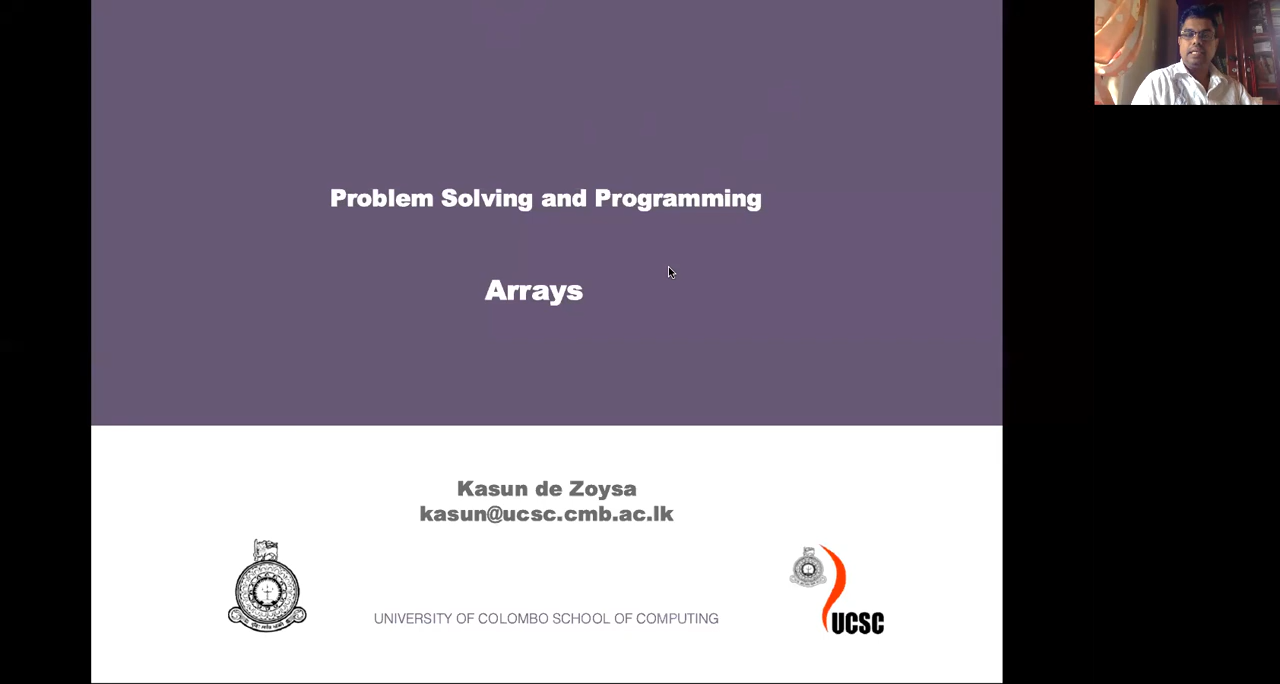 Problem Solving and Programming
Arrays
Kasun de Zoysa
kasun@ucsc.cmb.ac.lk
UNIVERSITY OF COLOMBO SCHOOL OF COMPUTING
UCSC